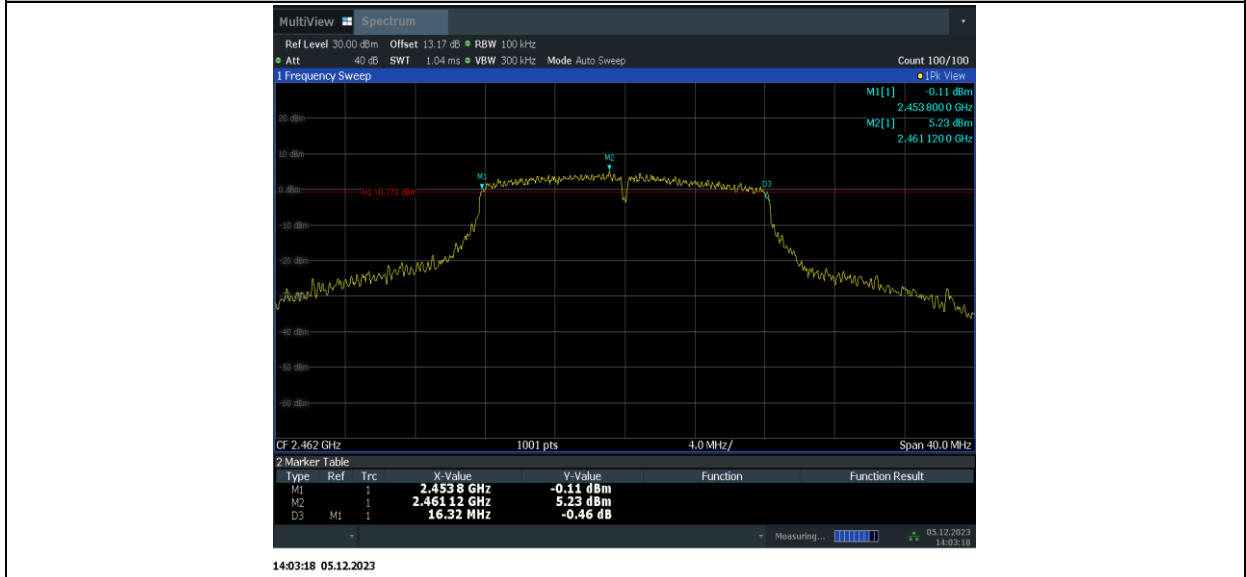 MultiView Spectrum
Ref Level 30.00 dBm Offset 13.17 dB RBW 100 kHz
Att 40 dB SWT 1.04 ms VBW 300 kHz Mode Auto Sweep Count 100/100
1 Frequency Sweep 1Pk View
M1[1] -0.11 dBm
2.453 800 0 GHz
20 dBm
M2[1] 5.23 dBm
2.461 120 0 GHz
10 dBm
M2
M1
D3
0 dBm
H1 -0.770 dBm
-10 dBm
-20 dBm
-30 dBm
-40 dBm
-50 dBm
-60 dBm
CF 2.462 GHz 1001 pts 4.0 MHz/ Span 40.0 MHz
2 Marker Table
Type Ref Trc X-Value Y-Value Function Function Result
M1 1 2.4538 GHz -0.11 dBm
M2 1 2.46112 GHz 5.23 dBm
D3 M1 1 16.32 MHz -0.46 dB
Measuring... 05.12.2023
14:03:18
14:03:18 05.12.2023